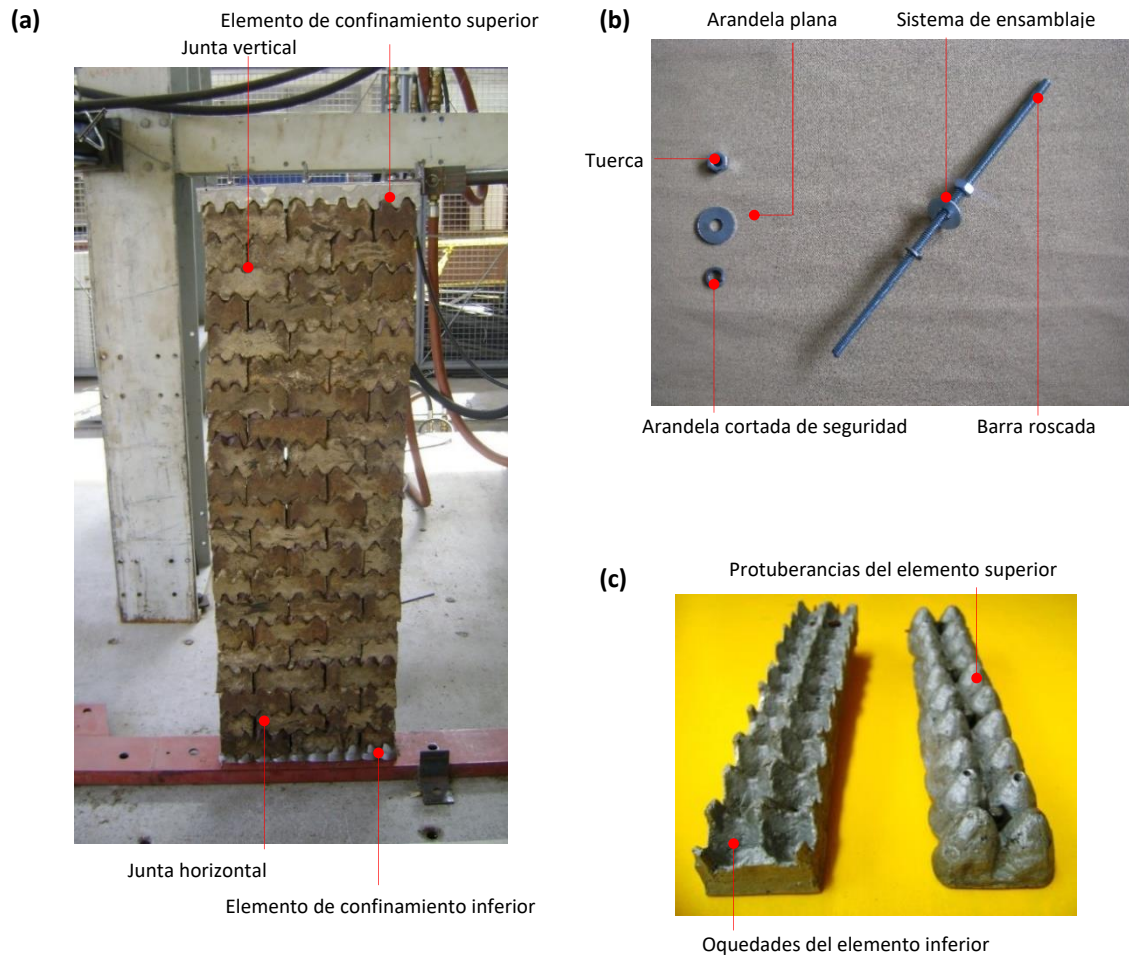 (a)
Elemento de confinamiento superior
Junta vertical
Junta horizontal
Elemento de confinamiento inferior
(b)
Arandela plana
Sistema de ensamblaje
Tuerca
Arandela cortada de seguridad
Barra roscada
(c)
Protuberancias del elemento superior
Oquedades del elemento inferior